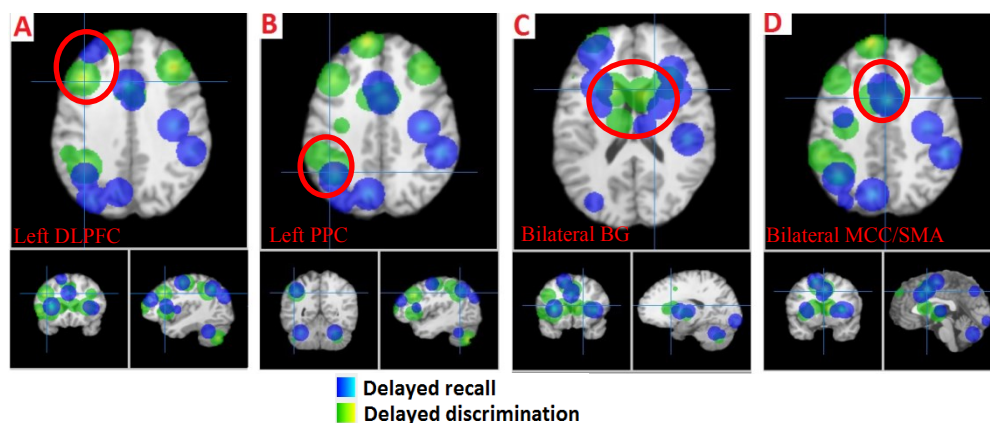 A
B
C
D
Left DLPFC
Left PPC
Bilateral BG
Bilateral MCC/SMA
Delayed recall
Delayed discrimination